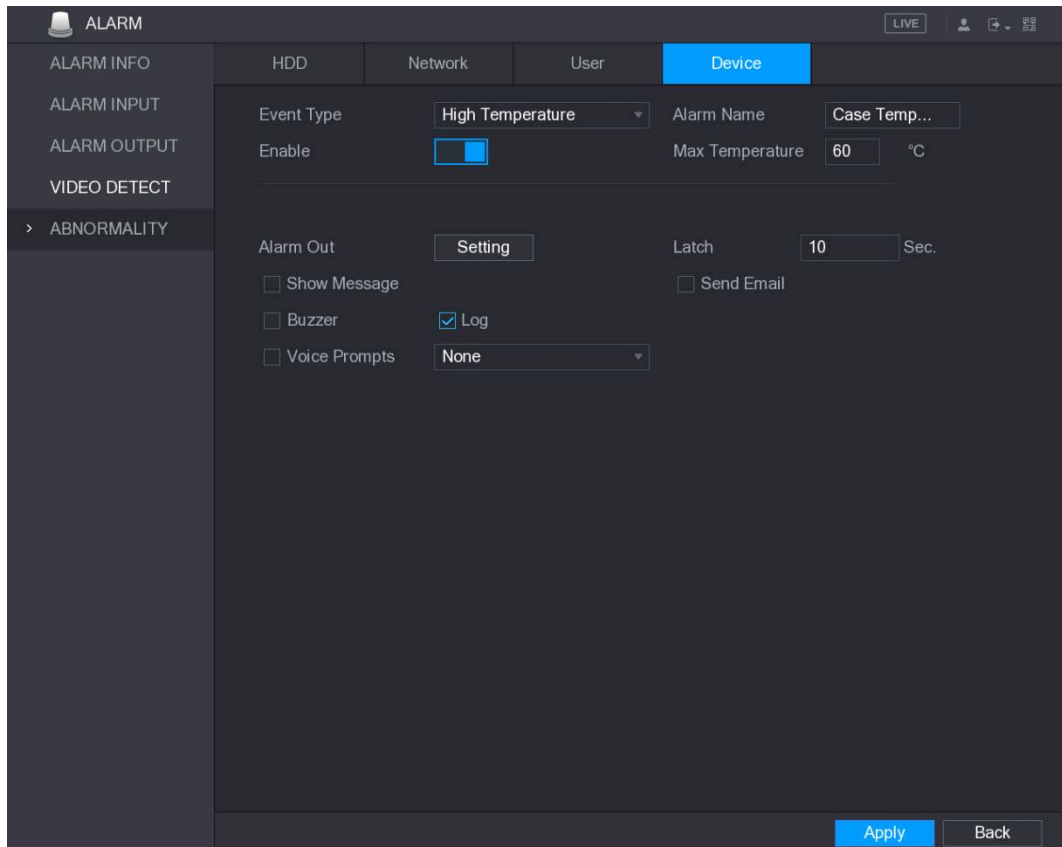 ALARM LIVE
ALARM INFO
ALARM INPUT
ALARM OUTPUT
VIDEO DETECT
> ABNORMALITY
HDD Network User Device
Event Type High Temperature Alarm Name Case Temp...
Enable Max Temperature 60 °C
Alarm Out Setting Latch 10 Sec.
Show Message Send Email
Buzzer Log
Voice Prompts None
Apply Back